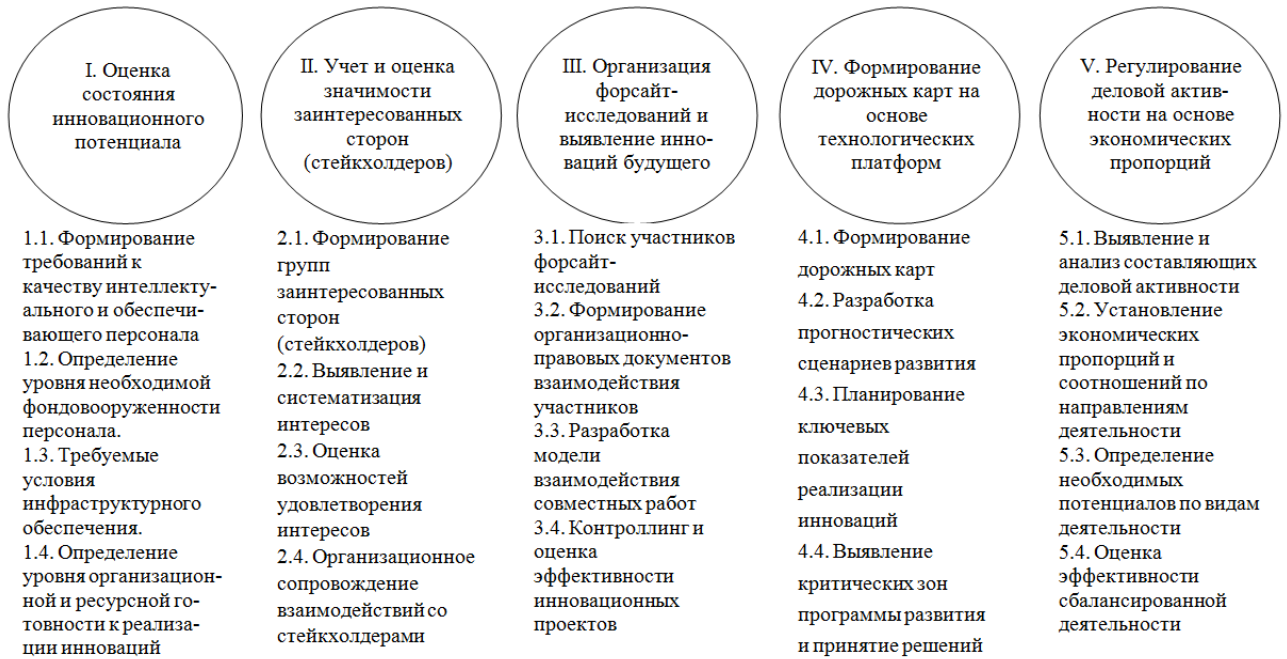 I. Оценка
состояния
инновационного
потенциала
II. Учет и оценка
значимости
заинтересованных
сторон
(стейкхолдеров)
III. Организация
форсайт-
исследований и
выявление инно-
ваций будущего
IV. Формирование
дорожных карт на
основе
технологических
платформ
V. Регулирование
деловой актив-
ности на основе
экономических
пропорций
1.1. Формирование
требований к
качеству интеллекту-
ального и обеспечи-
вающего персонала
1.2. Определение
уровня необходимой
фондовооруженности
персонала.
1.3. Требуемые
условия
инфраструктурного
обеспечения.
1.4. Определение
уровня организацион-
ной и ресурсной го-
товности к реализа-
ции инноваций
2.1. Формирование
групп
заинтересованных
сторон
(стейкхолдеров)
2.2. Выявление и
систематизация
интересов
2.3. Оценка
возможностей
удовлетворения
интересов
2.4. Организационное
сопровождение
взаимодействий со
стейкхолдерами
3.1. Поиск участников
форсайт-
исследований
3.2. Формирование
организационно-
правовых документов
взаимодействия
участников
3.3. Разработка
модели
взаимодействия
совместных работ
3.4. Контроллинг и
оценка
эффективности
инновационных
проектов
4.1. Формирование
дорожных карт
4.2. Разработка
прогностических
сценариев развития
4.3. Планирование
ключевых
показателей
реализации
инноваций
4.4. Выявление
критических зон
программы развития
и принятие решений
5.1. Выявление и
анализ составляющих
деловой активности
5.2. Установление
экономических
пропорций и
соотношений по
направлениям
деятельности
5.3. Определение
необходимых
потенциалов по видам
деятельности
5.4. Оценка
эффективности
сбалансированной
деятельности